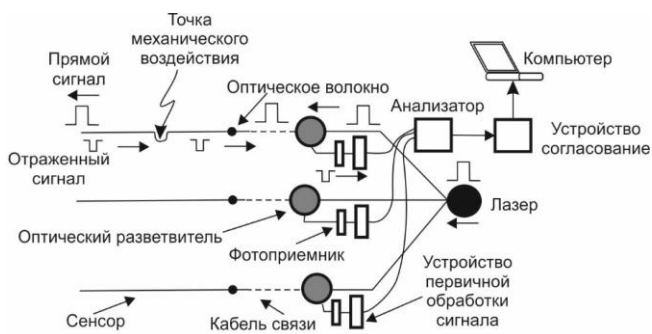 Точка
механического
воздействия
Прямой
сигнал
Оптическое волокно
Компьютер
Анализатор
Устройство
согласование
Отраженный
сигнал
Лазер
Оптический разветвитель
Фотоприемник
Устройство
первичной
обработки
сигнала
Сенсор
Кабель связи